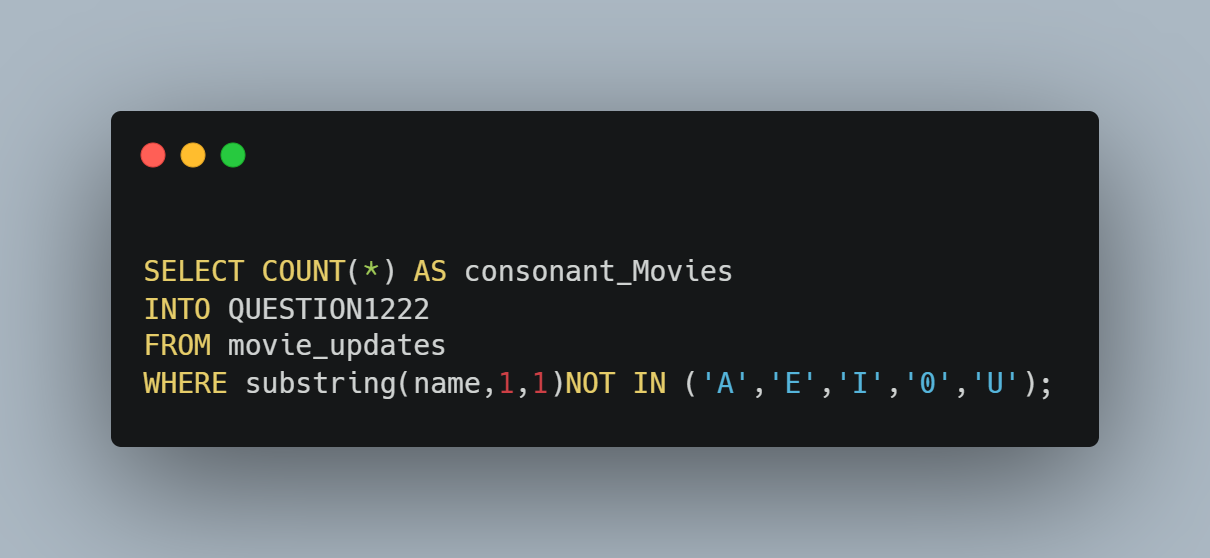 SELECT COUNT(*) AS consonant_Movies
INTO QUESTION1222
FROM movie_updates
WHERE substring(name,1,1)NOT IN ('A','E','I','0','U');